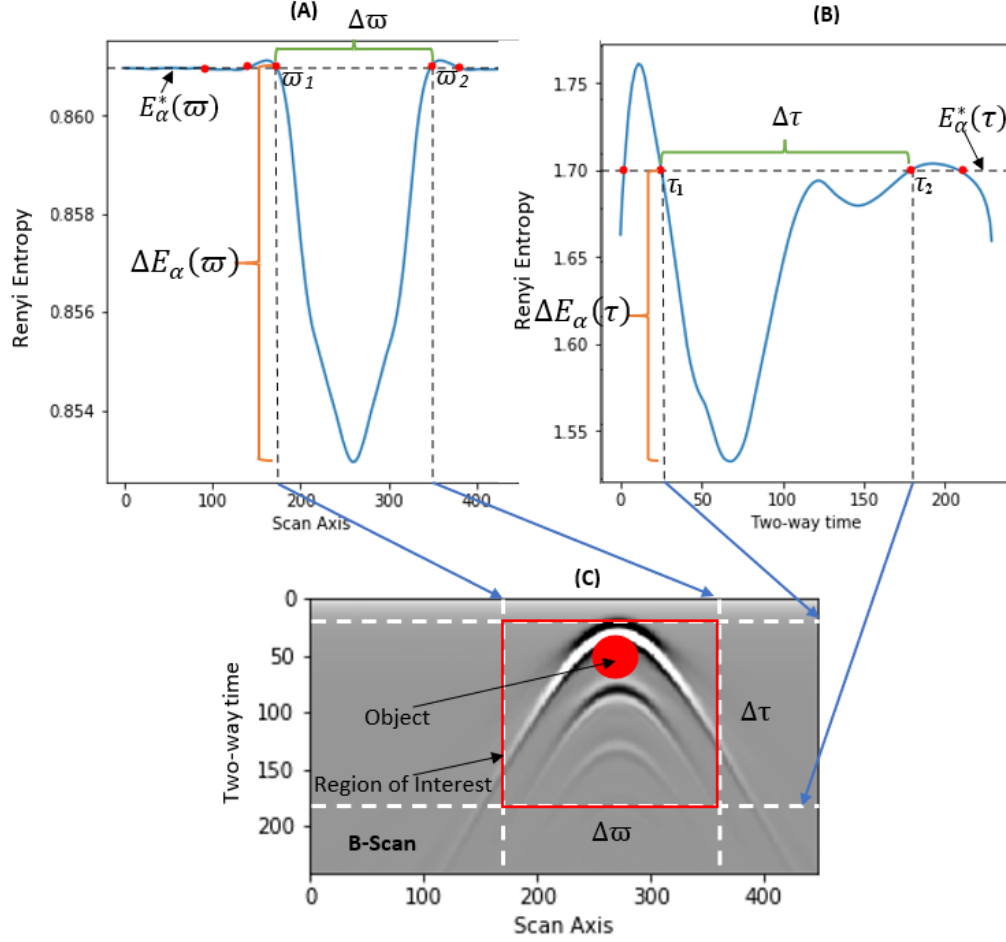 (A)
Δϖ
0.860
0.858
0.856
0.854
Renyi Entropy
ϖ₁
ϖ₂
E*α(ϖ)
ΔEα(ϖ)
0
100
200
300
400
Scan Axis
(B)
1.75
1.70
1.65
1.60
1.55
Renyi Entropy
Δτ
E*α(τ)
τ₁
τ₂
ΔEα(τ)
0
50
100
150
200
Two-way time
(C)
0
50
100
150
200
Two-way time
Object
Region of Interest
B-Scan
Δτ
Δϖ
0
100
200
300
400
Scan Axis